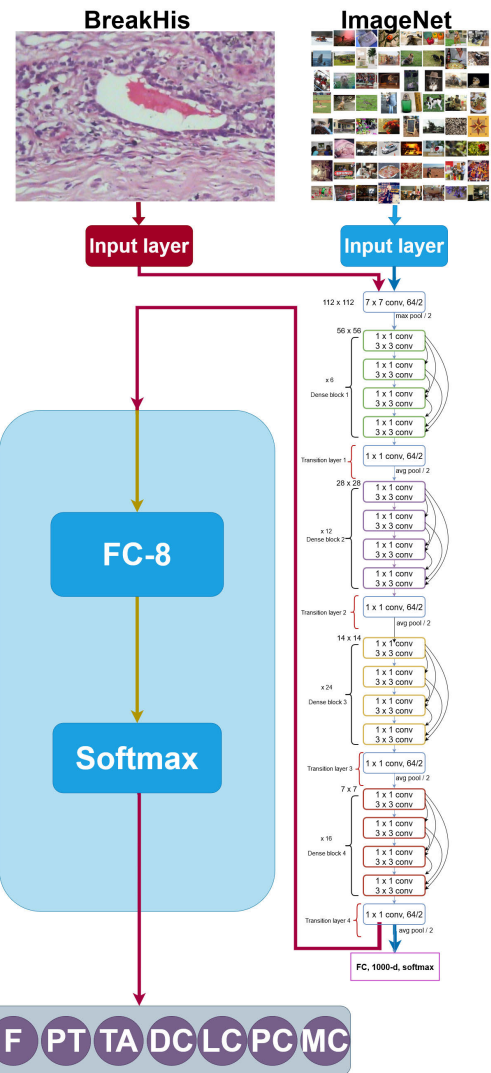 BreakHis
ImageNet
Input layer
Input layer
112 x 112
7 x 7 conv, 64/2
max pool / 2
56 x 56
1 x 1 conv
3 x 3 conv
1 x 1 conv
3 x 3 conv
x 6
Dense block 1
1 x 1 conv
3 x 3 conv
1 x 1 conv
3 x 3 conv
Transition layer 1
1 x 1 conv, 64/2
avg pool / 2
28 x 28
1 x 1 conv
3 x 3 conv
1 x 1 conv
3 x 3 conv
x 12
Dense block 2
1 x 1 conv
3 x 3 conv
1 x 1 conv
3 x 3 conv
Transition layer 2
1 x 1 conv, 64/2
avg pool / 2
14 x 14
1 x 1 conv
3 x 3 conv
1 x 1 conv
3 x 3 conv
x 24
Dense block 3
1 x 1 conv
3 x 3 conv
1 x 1 conv
3 x 3 conv
Transition layer 3
1 x 1 conv, 64/2
avg pool / 2
7 x 7
1 x 1 conv
3 x 3 conv
1 x 1 conv
3 x 3 conv
x 16
Dense block 4
1 x 1 conv
3 x 3 conv
1 x 1 conv
3 x 3 conv
Transition layer 4
1 x 1 conv, 64/2
avg pool / 2
FC, 1000-d, softmax
FC-8
Softmax
F PT TA DC LC PC MC